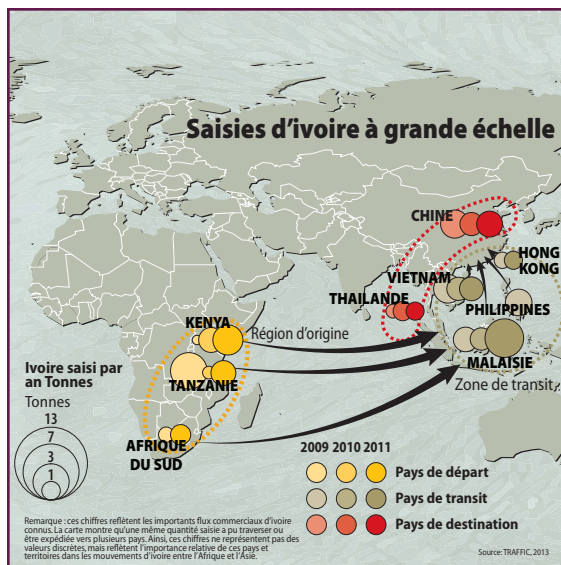 Saisies d'ivoire à grande échelle
CHINE
HONG
KONG
VIETNAM
THAILANDE
PHILIPPINES
KENYA
Région d'origine
MALAISIE
TANZANIE
Zone de transit
Ivoire saisi par
an Tonnes
Tonnes
13
7
3
1
AFRIQUE
DU SUD
2009 2010 2011
Pays de départ
Pays de transit
Pays de destination
Remarque : ces chiffres reflètent les importants flux commerciaux d'ivoire
connus. La carte montre qu'une même quantité saisie a pu traverser ou
être expédiée vers plusieurs pays. Ainsi, ces chiffres ne représentent pas des
valeurs discrètes, mais reflètent l'importance relative de ces pays et
territoires dans les mouvements d'ivoire entre l'Afrique et l'Asie.
Source: TRAFFIC, 2013